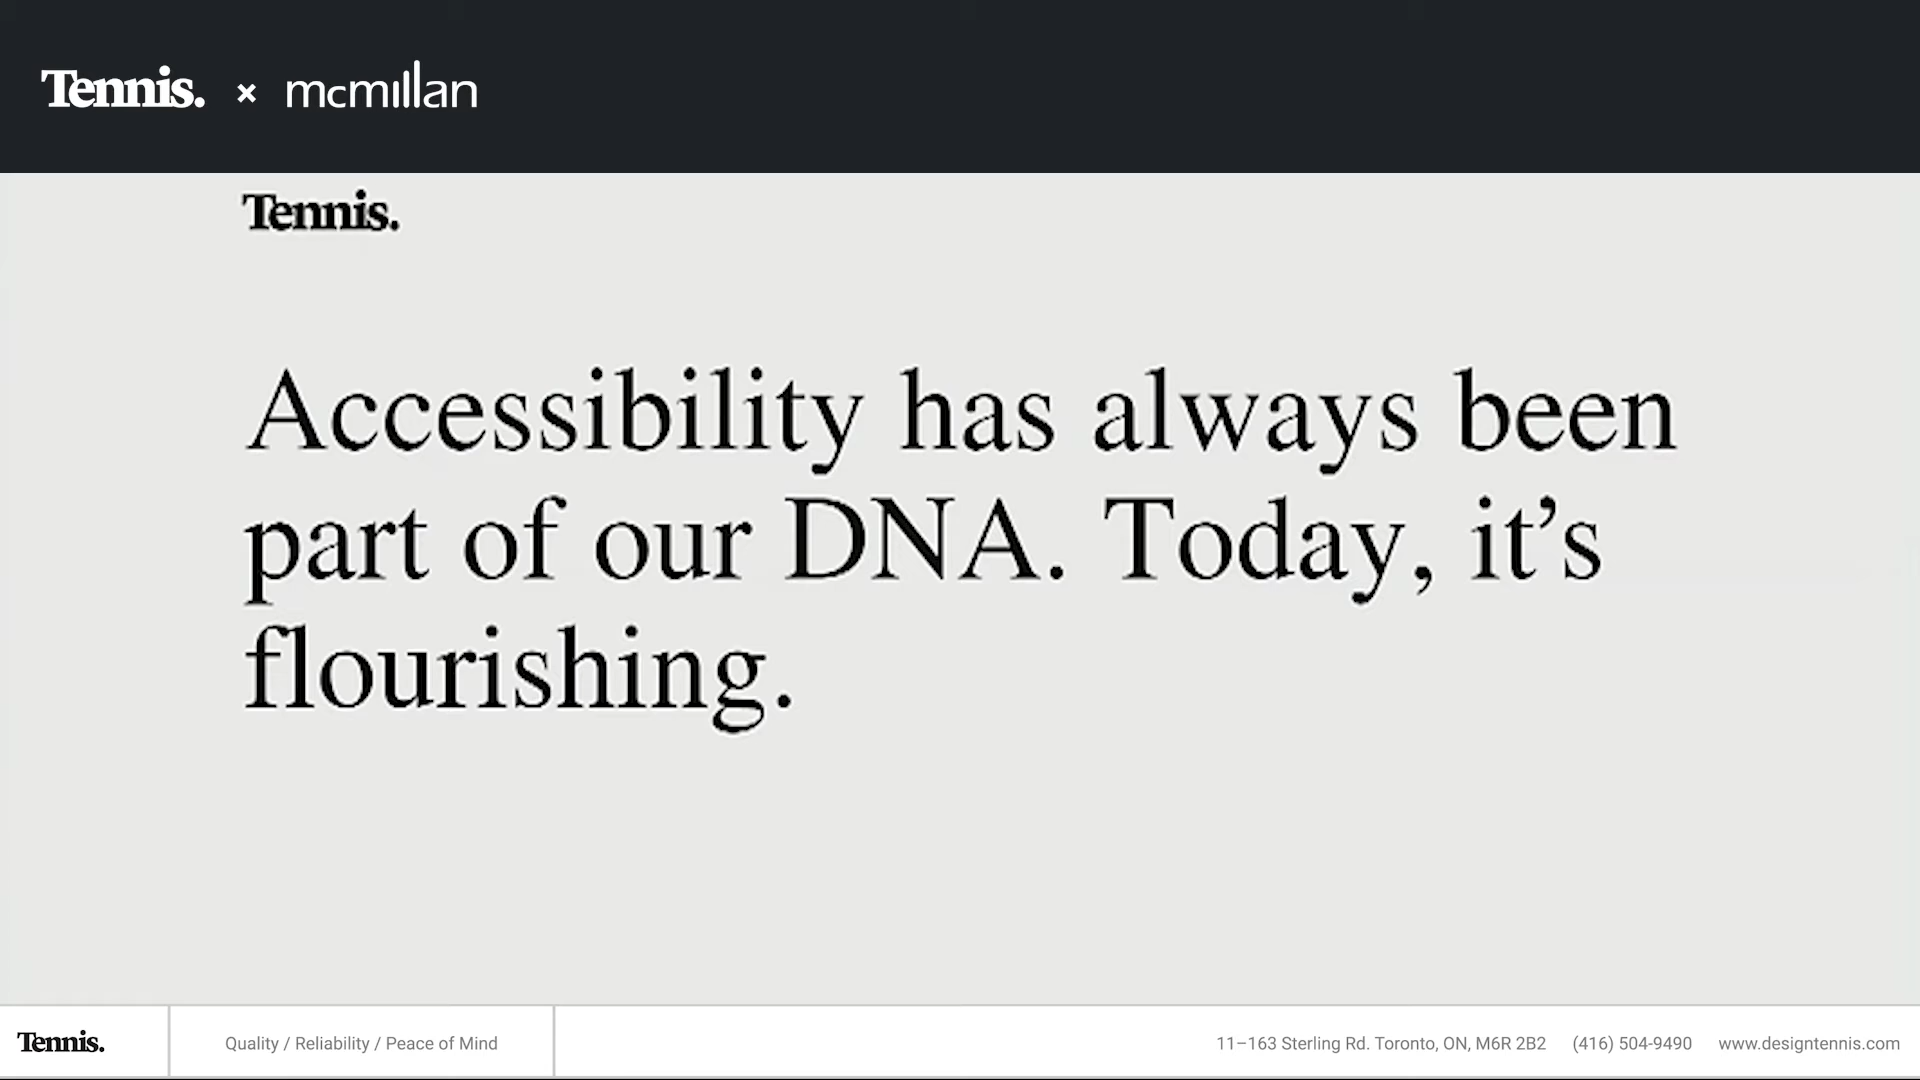 Tennis. × mcmillan
Tennis.
Accessibility has always been
part of our DNA. Today, it’s
flourishing.
Tennis.
Quality / Reliability / Peace of Mind
11–163 Sterling Rd. Toronto, ON, M6R 2B2
(416) 504-9490
www.designtennis.com